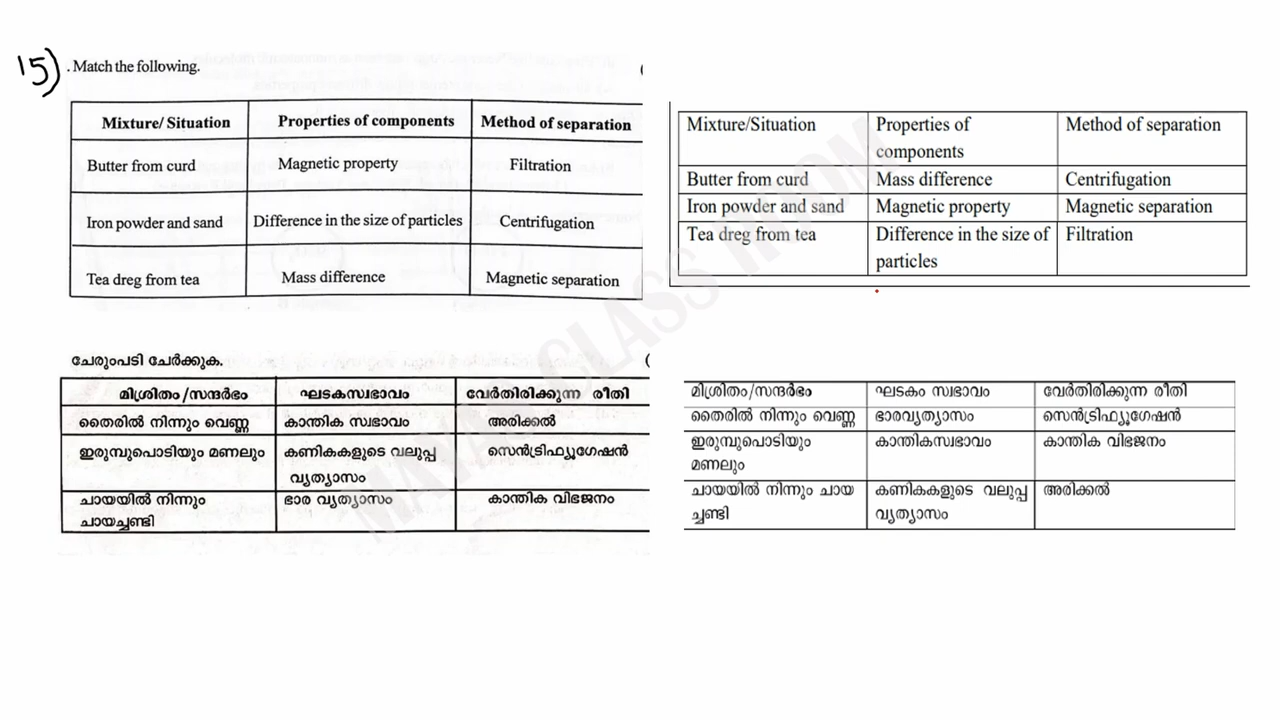 15)
. Match the following.
Mixture/ Situation Properties of components Method of separation
Butter from curd Magnetic property Filtration
Iron powder and sand Difference in the size of particles Centrifugation
Tea dreg from tea Mass difference Magnetic separation
Mixture/Situation Properties of components Method of separation
Butter from curd Mass difference Centrifugation
Iron powder and sand Magnetic property Magnetic separation
Tea dreg from tea Difference in the size of particles Filtration
ചേരുംപടി ചേർക്കുക.
മിശ്രിതം/സന്ദർഭം ഘടകസ്വഭാവം വേർതിരിക്കുന്ന രീതി
തൈരിൽ നിന്നും വെണ്ണ കാന്തിക സ്വഭാവം അരിക്കൽ
ഇരുമ്പുപൊടിയും മണലും കണികകളുടെ വലുപ്പ വ്യത്യാസം സെൻട്രിഫ്യൂഗേഷൻ
ചായയിൽ നിന്നും ചായച്ചണ്ടി ഭാര വ്യത്യാസം കാന്തിക വിഭജനം
മിശ്രിതം/സന്ദർഭം ഘടകം സ്വഭാവം വേർതിരിക്കുന്ന രീതി
തൈരിൽ നിന്നും വെണ്ണ ഭാരവ്യത്യാസം സെൻട്രിഫ്യൂഗേഷൻ
ഇരുമ്പുപൊടിയും മണലും കാന്തികസ്വഭാവം കാന്തിക വിഭജനം
ചായയിൽ നിന്നും ചായ ച്ചണ്ടി കണികകളുടെ വലുപ്പ വ്യത്യാസം അരിക്കൽ